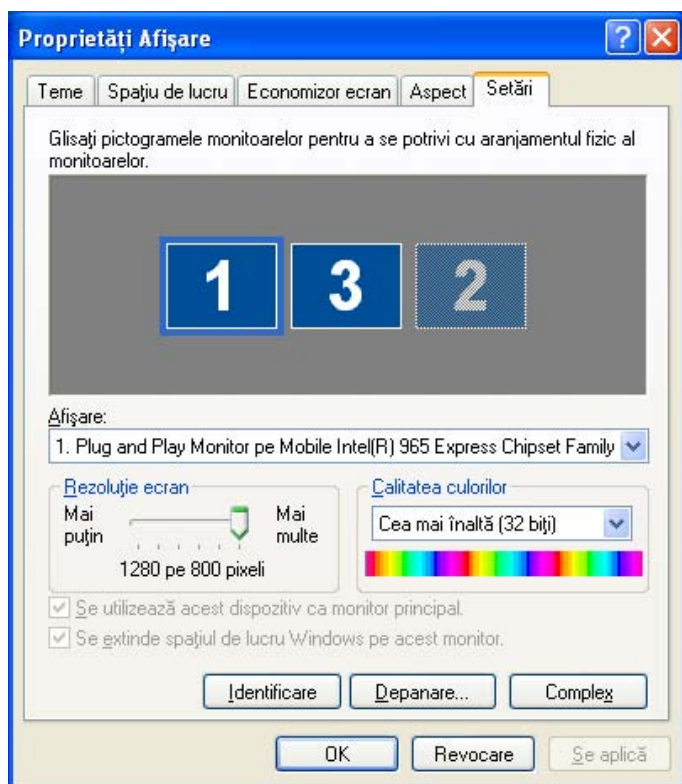 Proprietăți Afișare
Teme Spațiu de lucru Economizor ecran Aspect Setări
Glisați pictogramele monitoarelor pentru a se potrivi cu aranjamentul fizic al
monitoarelor.
1 3 2
Afișare:
1. Plug and Play Monitor pe Mobile Intel(R) 965 Express Chipset Family
Rezoluție ecran
Mai puțin
Mai multe
1280 pe 800 pixeli
Calitatea culorilor
Cea mai înaltă (32 biți)
Se utilizează acest dispozitiv ca monitor principal.
Se extinde spațiul de lucru Windows pe acest monitor.
Identificare Depanare... Complex
OK Revocare Se aplică